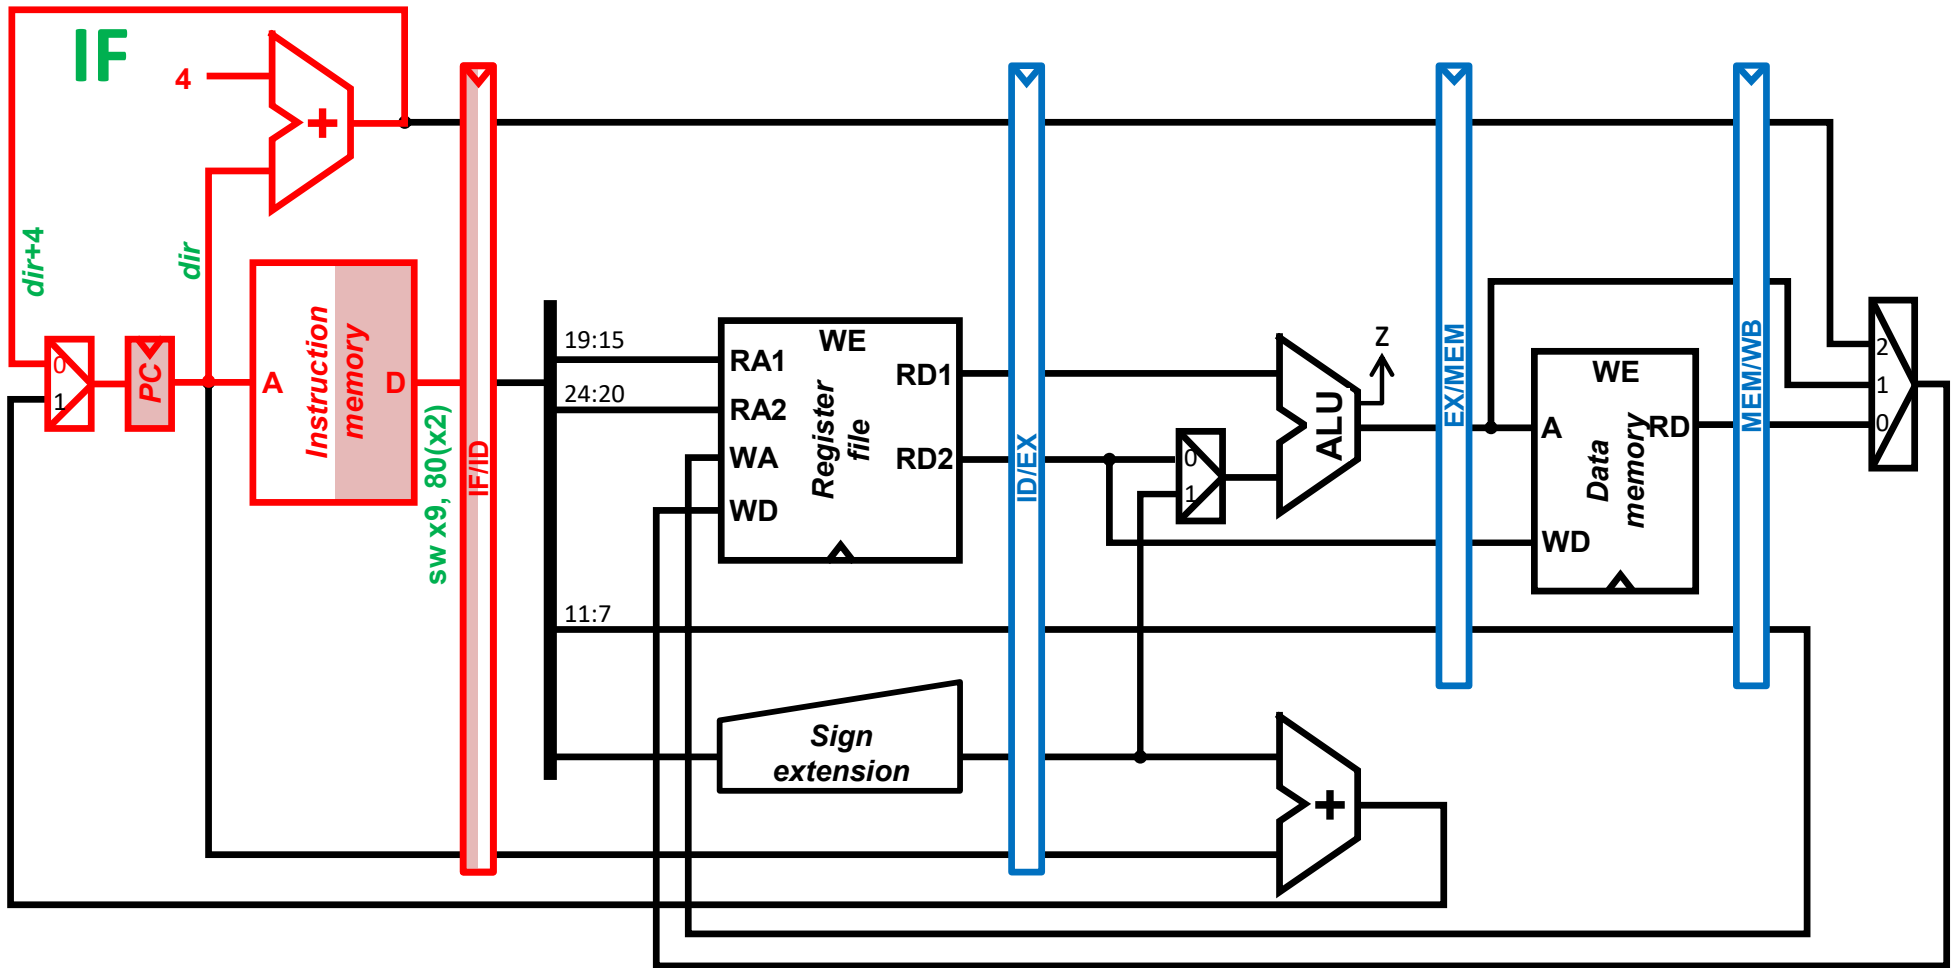 IF
4
+
dir+4
dir
0
1
PC
A
Instruction
memory
D
sw x9, 80(x2)
IF/ID
19:15
24:20
11:7
WE
RA1
RA2
WA
WD
Register
file
RD1
RD2
Sign
extension
ID/EX
0
1
ALU
Z
+
EX/MEM
WE
A
RD
Data
memory
WD
MEM/WB
2
1
0